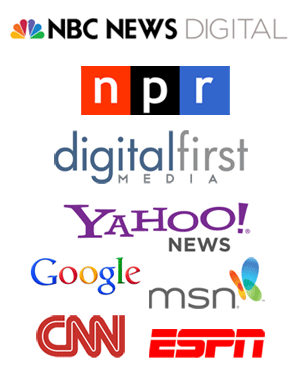 NBC NEWS DIGITAL
npr
digitalfirst
MEDIA
YAHOO!
NEWS
Google
msn
CNN
ESPN